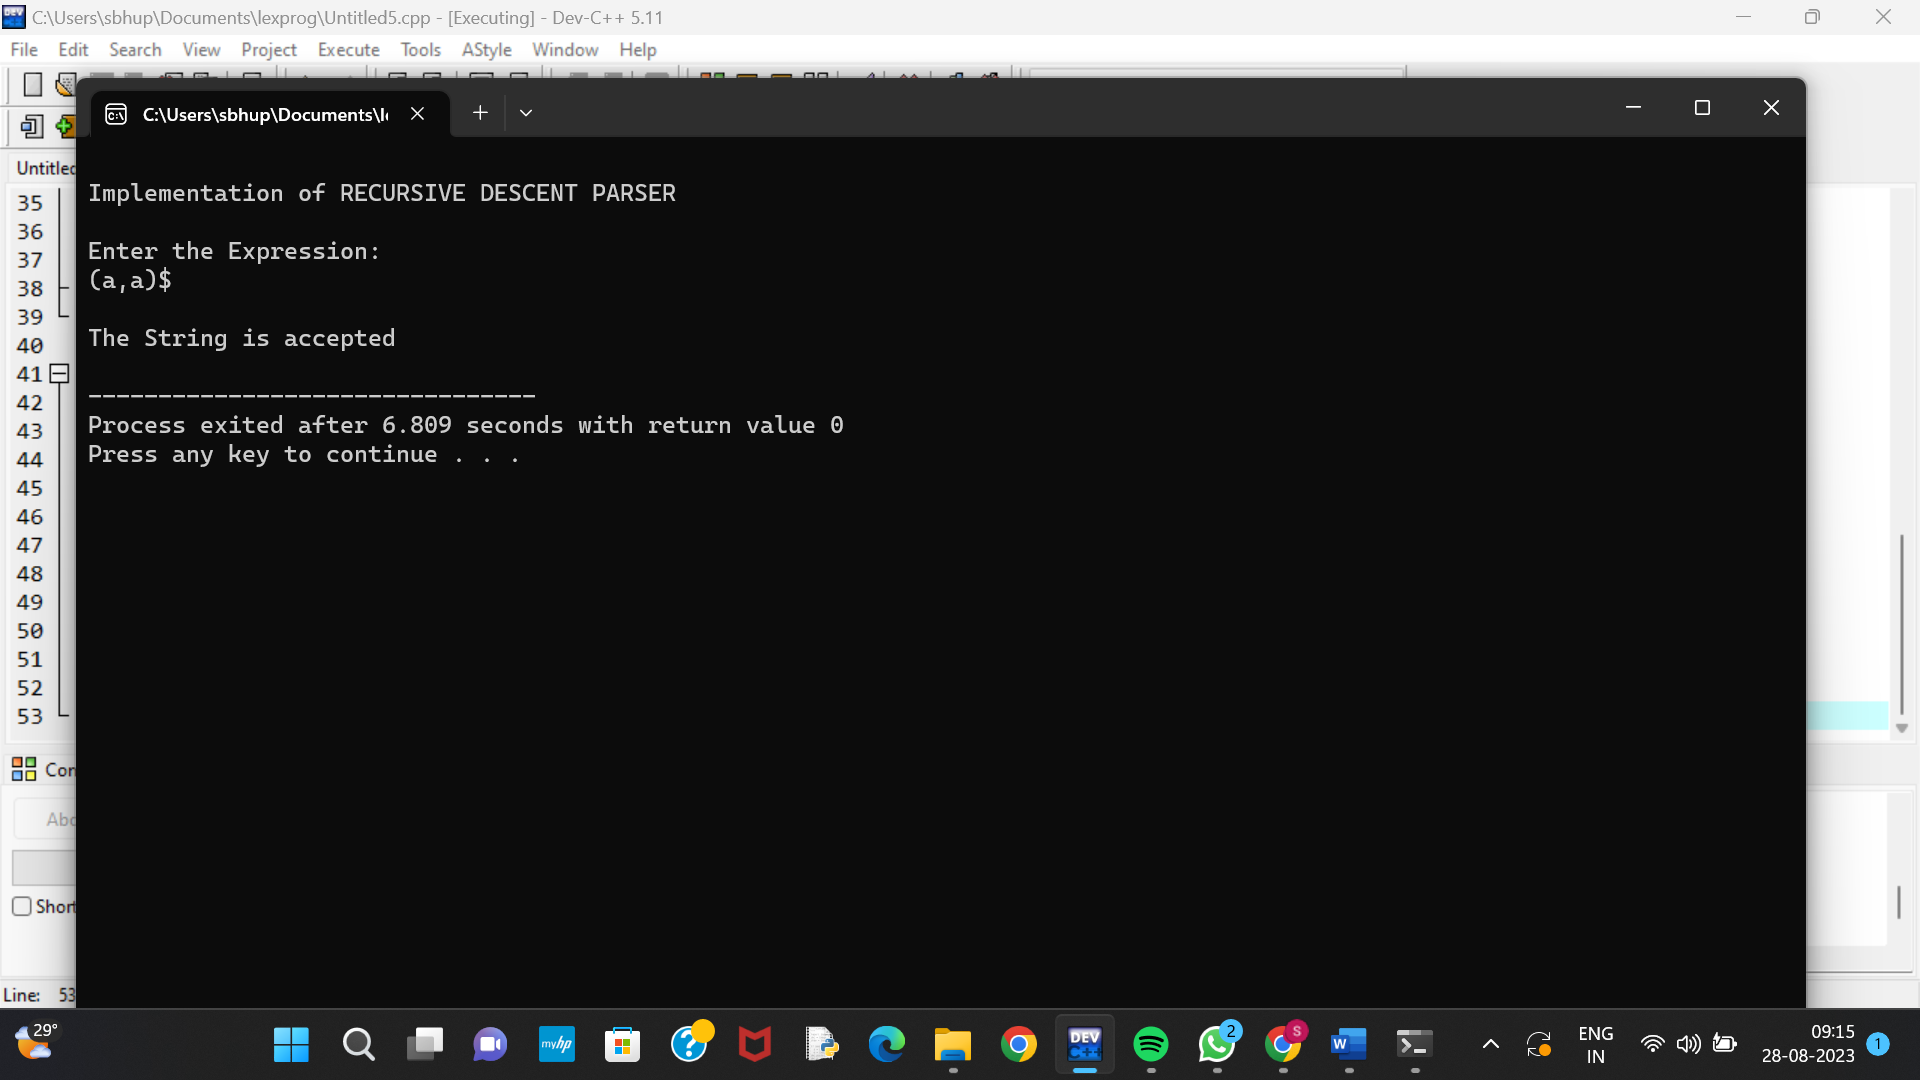 C:\Users\sbhup\Documents\lexprog\Untitled5.cpp - [Executing] - Dev-C++ 5.11
File Edit Search View Project Execute Tools AStyle Window Help
C:\Users\sbhup\Documents\l
Implementation of RECURSIVE DESCENT PARSER
Enter the Expression:
(a,a)$
The String is accepted
--------------------------------
Process exited after 6.809 seconds with return value 0
Press any key to continue . . .
35
36
37
38
39
40
41
42
43
44
45
46
47
48
49
50
51
52
53
Line: 53
29°
myhp
DEV C++
2
S
W
ENG
IN
09:15
28-08-2023
1